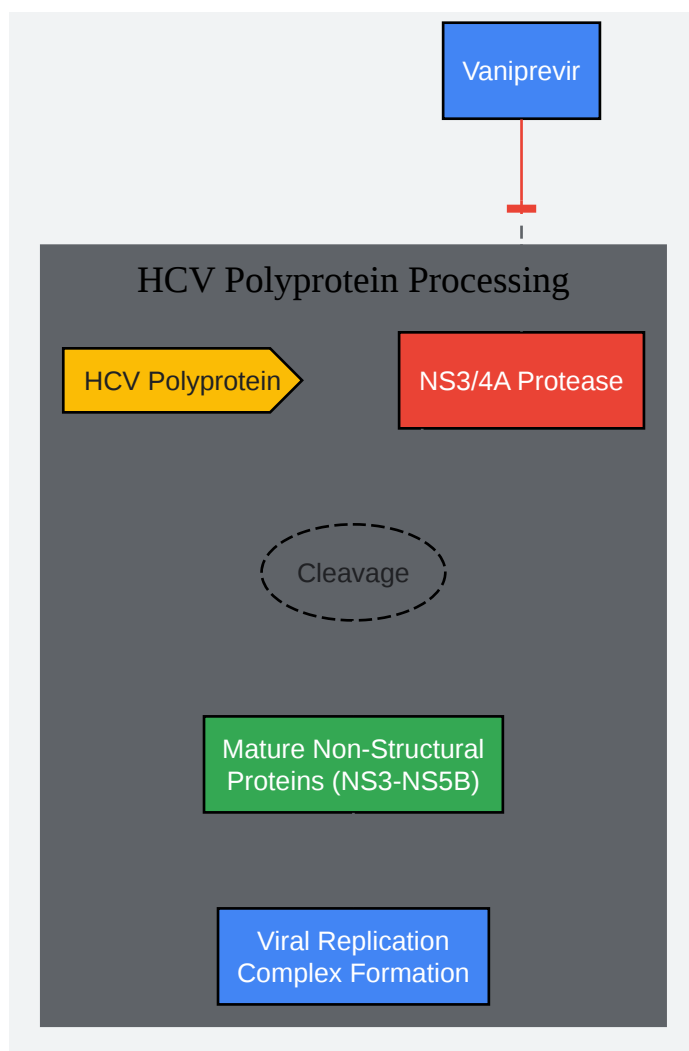 Vaniprevir
HCV Polyprotein Processing
HCV Polyprotein
NS3/4A Protease
Cleavage
Mature Non-Structural
Proteins (NS3-NS5B)
Viral Replication
Complex Formation